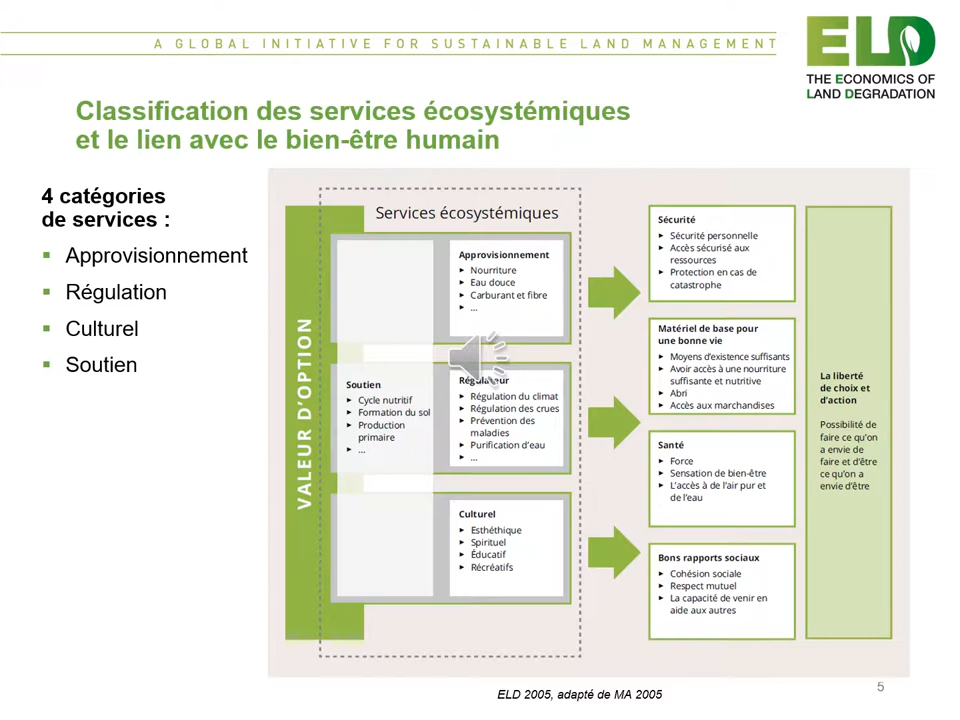 A GLOBAL INITIATIVE FOR SUSTAINABLE LAND MANAGEMENT
ELD
THE ECONOMICS OF
LAND DEGRADATION
Classification des services écosystémiques
et le lien avec le bien-être humain
4 catégories
de services :
Approvisionnement
Régulation
Culturel
Soutien
VALEUR D'OPTION
Services écosystémiques
Soutien
Cycle nutritif
Formation du sol
Production
primaire
...
Approvisionnement
Nourriture
Eau douce
Carburant et fibre
...
Régulateur
Régulation du climat
Régulation des crues
Prévention des
maladies
Purification d'eau
...
Culturel
Esthéthique
Spirituel
Éducatif
Récréatifs
Sécurité
Sécurité personnelle
Accès sécurisé aux
ressources
Protection en cas de
catastrophe
Matériel de base pour
une bonne vie
Moyens d'existence suffisants
Avoir accès à une nourriture
suffisante et nutritive
Abri
Accès aux marchandises
Santé
Force
Sensation de bien-être
L'accès à de l'air pur et
de l'eau
Bons rapports sociaux
Cohésion sociale
Respect mutuel
La capacité de venir en
aide aux autres
La liberté
de choix et
d'action
Possibilité de
faire ce qu'on
a envie de
faire et d'être
ce qu'on a
envie d'être
ELD 2005, adapté de MA 2005
5